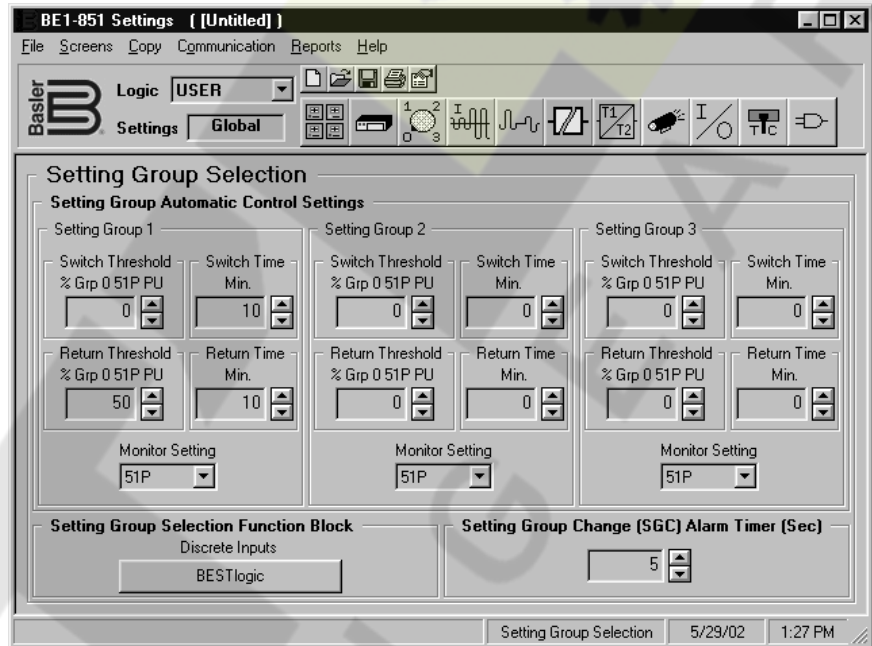 BE1-851 Settings ( [Untitled] )
File Screens Copy Communication Reports Help
Basler
Logic USER
Settings Global
1 2 0 3 I T1 T2 I O T C
Setting Group Selection
Setting Group Automatic Control Settings
Setting Group 1 Setting Group 2 Setting Group 3
Switch Threshold Switch Time Switch Threshold Switch Time Switch Threshold Switch Time
% Grp 0 51P PU Min. % Grp 0 51P PU Min. % Grp 0 51P PU Min.
0 10 0 0 0 0
Return Threshold Return Time Return Threshold Return Time Return Threshold Return Time
% Grp 0 51P PU Min. % Grp 0 51P PU Min. % Grp 0 51P PU Min.
50 10 0 0 0 0
Monitor Setting Monitor Setting Monitor Setting
51P 51P 51P
Setting Group Selection Function Block Setting Group Change (SGC) Alarm Timer (Sec)
Discrete Inputs
BESTlogic 5
Setting Group Selection 5/29/02 1:27 PM